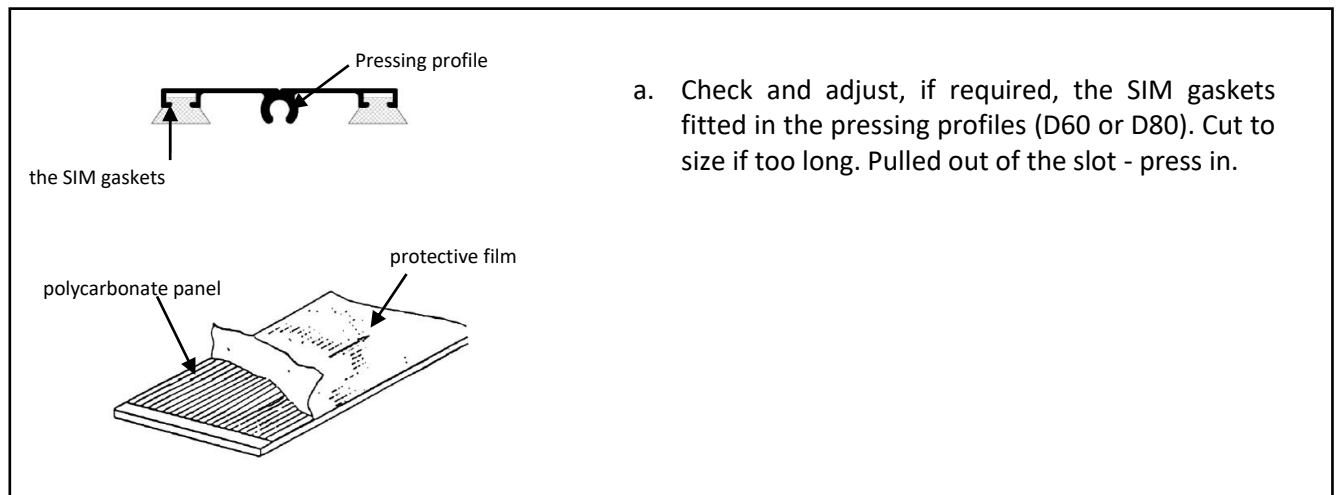 Pressing profile
the SIM gaskets
a. Check and adjust, if required, the SIM gaskets
fitted in the pressing profiles (D60 or D80). Cut to
size if too long. Pulled out of the slot - press in.
protective film
polycarbonate panel